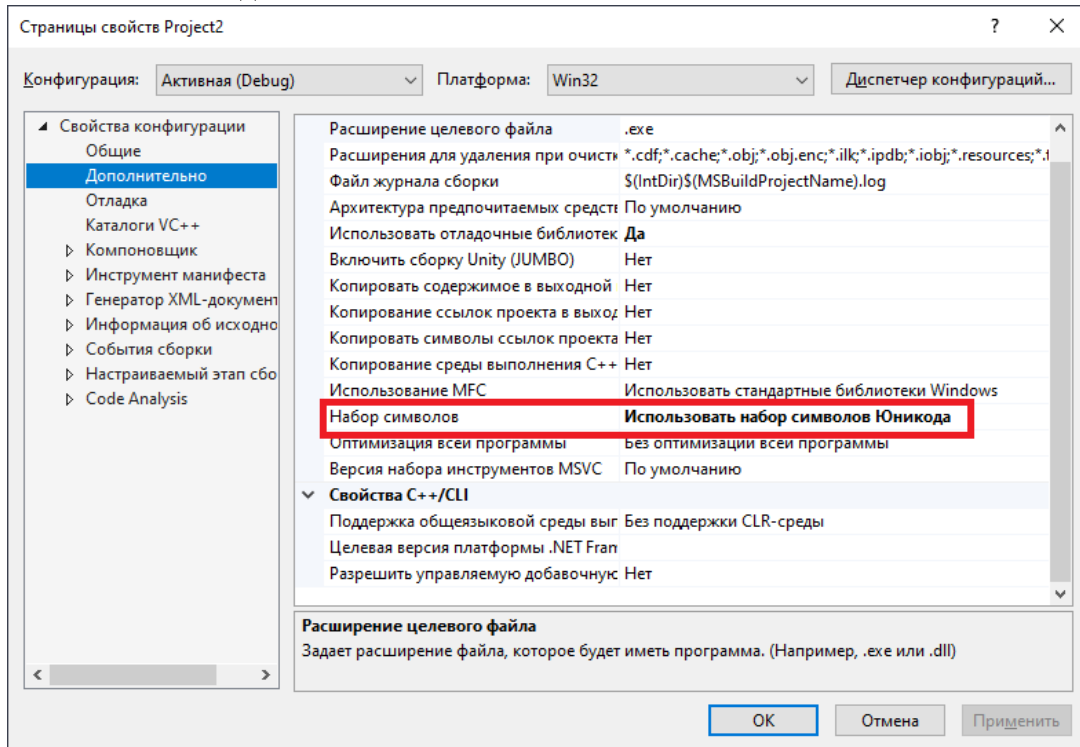 Страницы свойств Project2 ? ×
Конфигурация: Активная (Debug) Платформа: Win32 Диспетчер конфигураций...
Свойства конфигурации
Общие
Дополнительно
Отладка
Каталоги VC++
Компоновщик
Инструмент манифеста
Генератор XML-документ
Информация об исходно
События сборки
Настраиваемый этап сбо
Code Analysis
Расширение целевого файла .exe
Расширения для удаления при очистк *.cdf;*.cache;*.obj;*.obj.enc;*.ilk;*.ipdb;*.iobj;*.resources;*.t
Файл журнала сборки $(IntDir)$(MSBuildProjectName).log
Архитектура предпочитаемых средств По умолчанию
Использовать отладочные библиотек Да
Включить сборку Unity (JUMBO) Нет
Копировать содержимое в выходной Нет
Копирование ссылок проекта в выход Нет
Копировать символы ссылок проекта Нет
Копирование среды выполнения C++ Нет
Использование MFC Использовать стандартные библиотеки Windows
Набор символов Использовать набор символов Юникода
Оптимизация всей программы Без оптимизации всей программы
Версия набора инструментов MSVC По умолчанию
Свойства C++/CLI
Поддержка общеязыковой среды вып Без поддержки CLR-среды
Целевая версия платформы .NET Fran
Разрешить управляемую добавочную Нет
Расширение целевого файла
Задает расширение файла, которое будет иметь программа. (Например, .exe или .dll)
ОК Отмена Применить